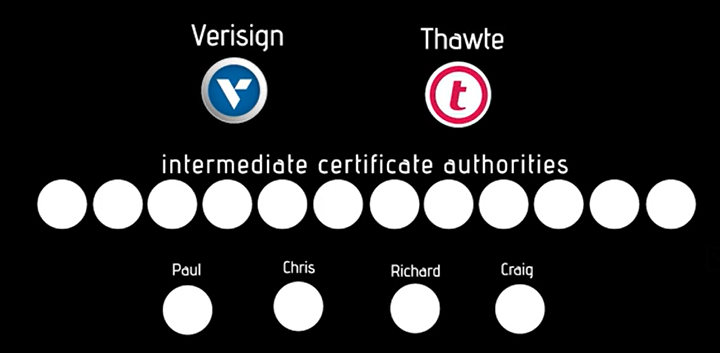 Verisign
Thawte
t
intermediate certificate authorities
Paul
Chris
Richard
Craig